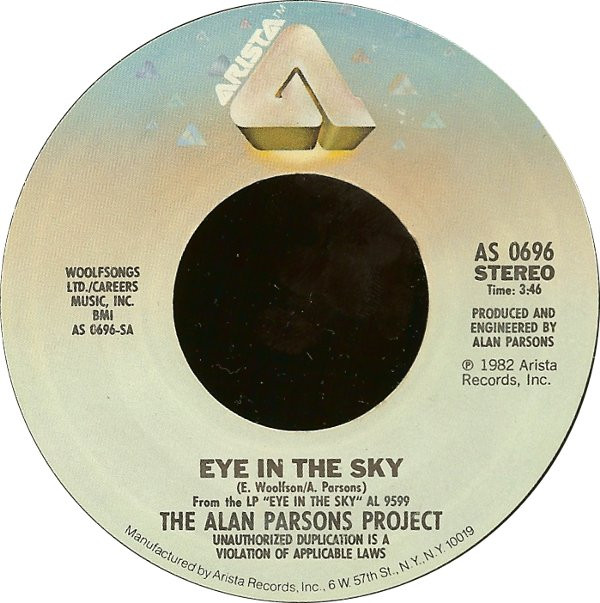 ARISTA™
WOOLFSONGS
LTD./CAREERS
MUSIC, INC.
BMI
AS 0696-SA
AS 0696
STEREO
Time: 3:46
PRODUCED AND
ENGINEERED BY
ALAN PARSONS
℗ 1982 Arista
Records, Inc.
EYE IN THE SKY
(E. Woolfson/A. Parsons)
From the LP "EYE IN THE SKY" AL 9599
THE ALAN PARSONS PROJECT
UNAUTHORIZED DUPLICATION IS A
VIOLATION OF APPLICABLE LAWS
Manufactured by Arista Records, Inc., 6 W. 57th St., N.Y., N.Y. 10019